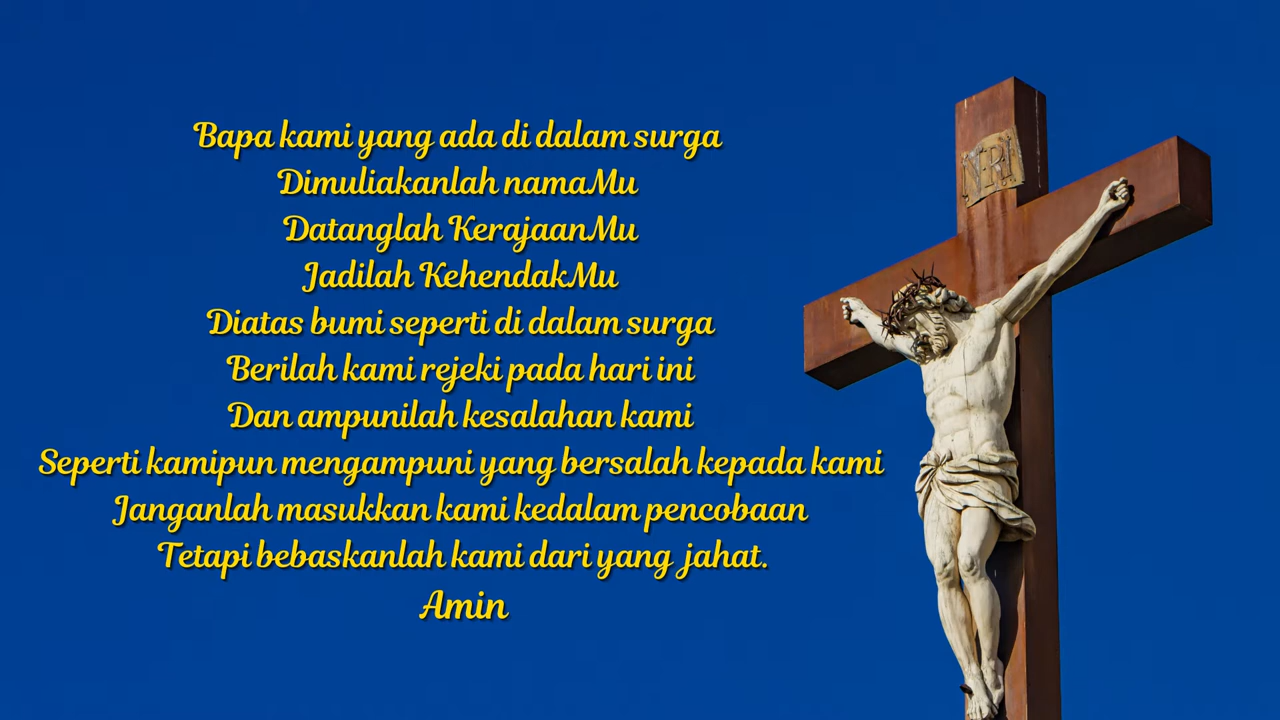 Bapa kami yang ada di dalam surga
Dimuliakanlah namaMu
Datanglah KerajaanMu
Jadilah KehendakMu
Diatas bumi seperti di dalam surga
Berilah kami rejeki pada hari ini
Dan ampunilah kesalahan kami
Seperti kamipun mengampuni yang bersalah kepada kami
Janganlah masukkan kami kedalam pencobaan
Tetapi bebaskanlah kami dari yang jahat.
Amin
INRI